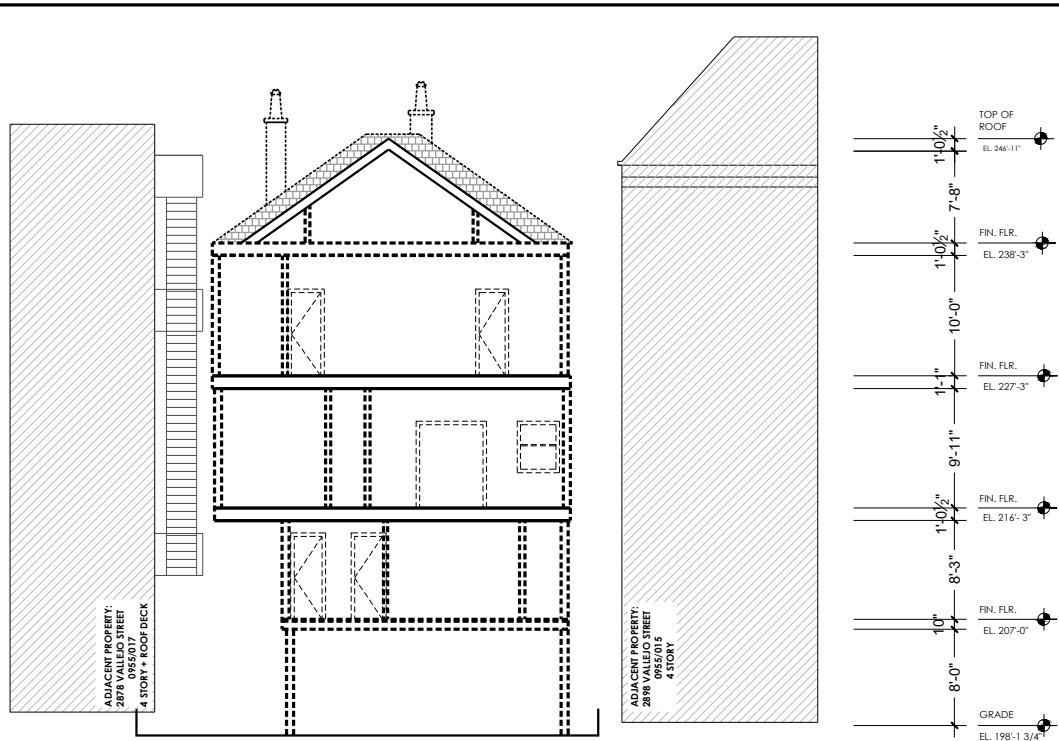 TOP OF
ROOF
EL. 246'-11"
1'-0½"
7'-8"
FIN. FLR.
EL. 238'-3"
1'-0½"
10'-0"
FIN. FLR.
EL. 227'-3"
1'-1"
9'-11"
FIN. FLR.
EL. 216'- 3"
1'-0½"
8'-3"
FIN. FLR.
EL. 207'-0"
10"
8'-0"
GRADE
EL. 198'-1 3/4"
ADJACENT PROPERTY:
2878 VALLEJO STREET
0955/017
4 STORY + ROOF DECK
ADJACENT PROPERTY:
2898 VALLEJO STREET
0955/015
4 STORY